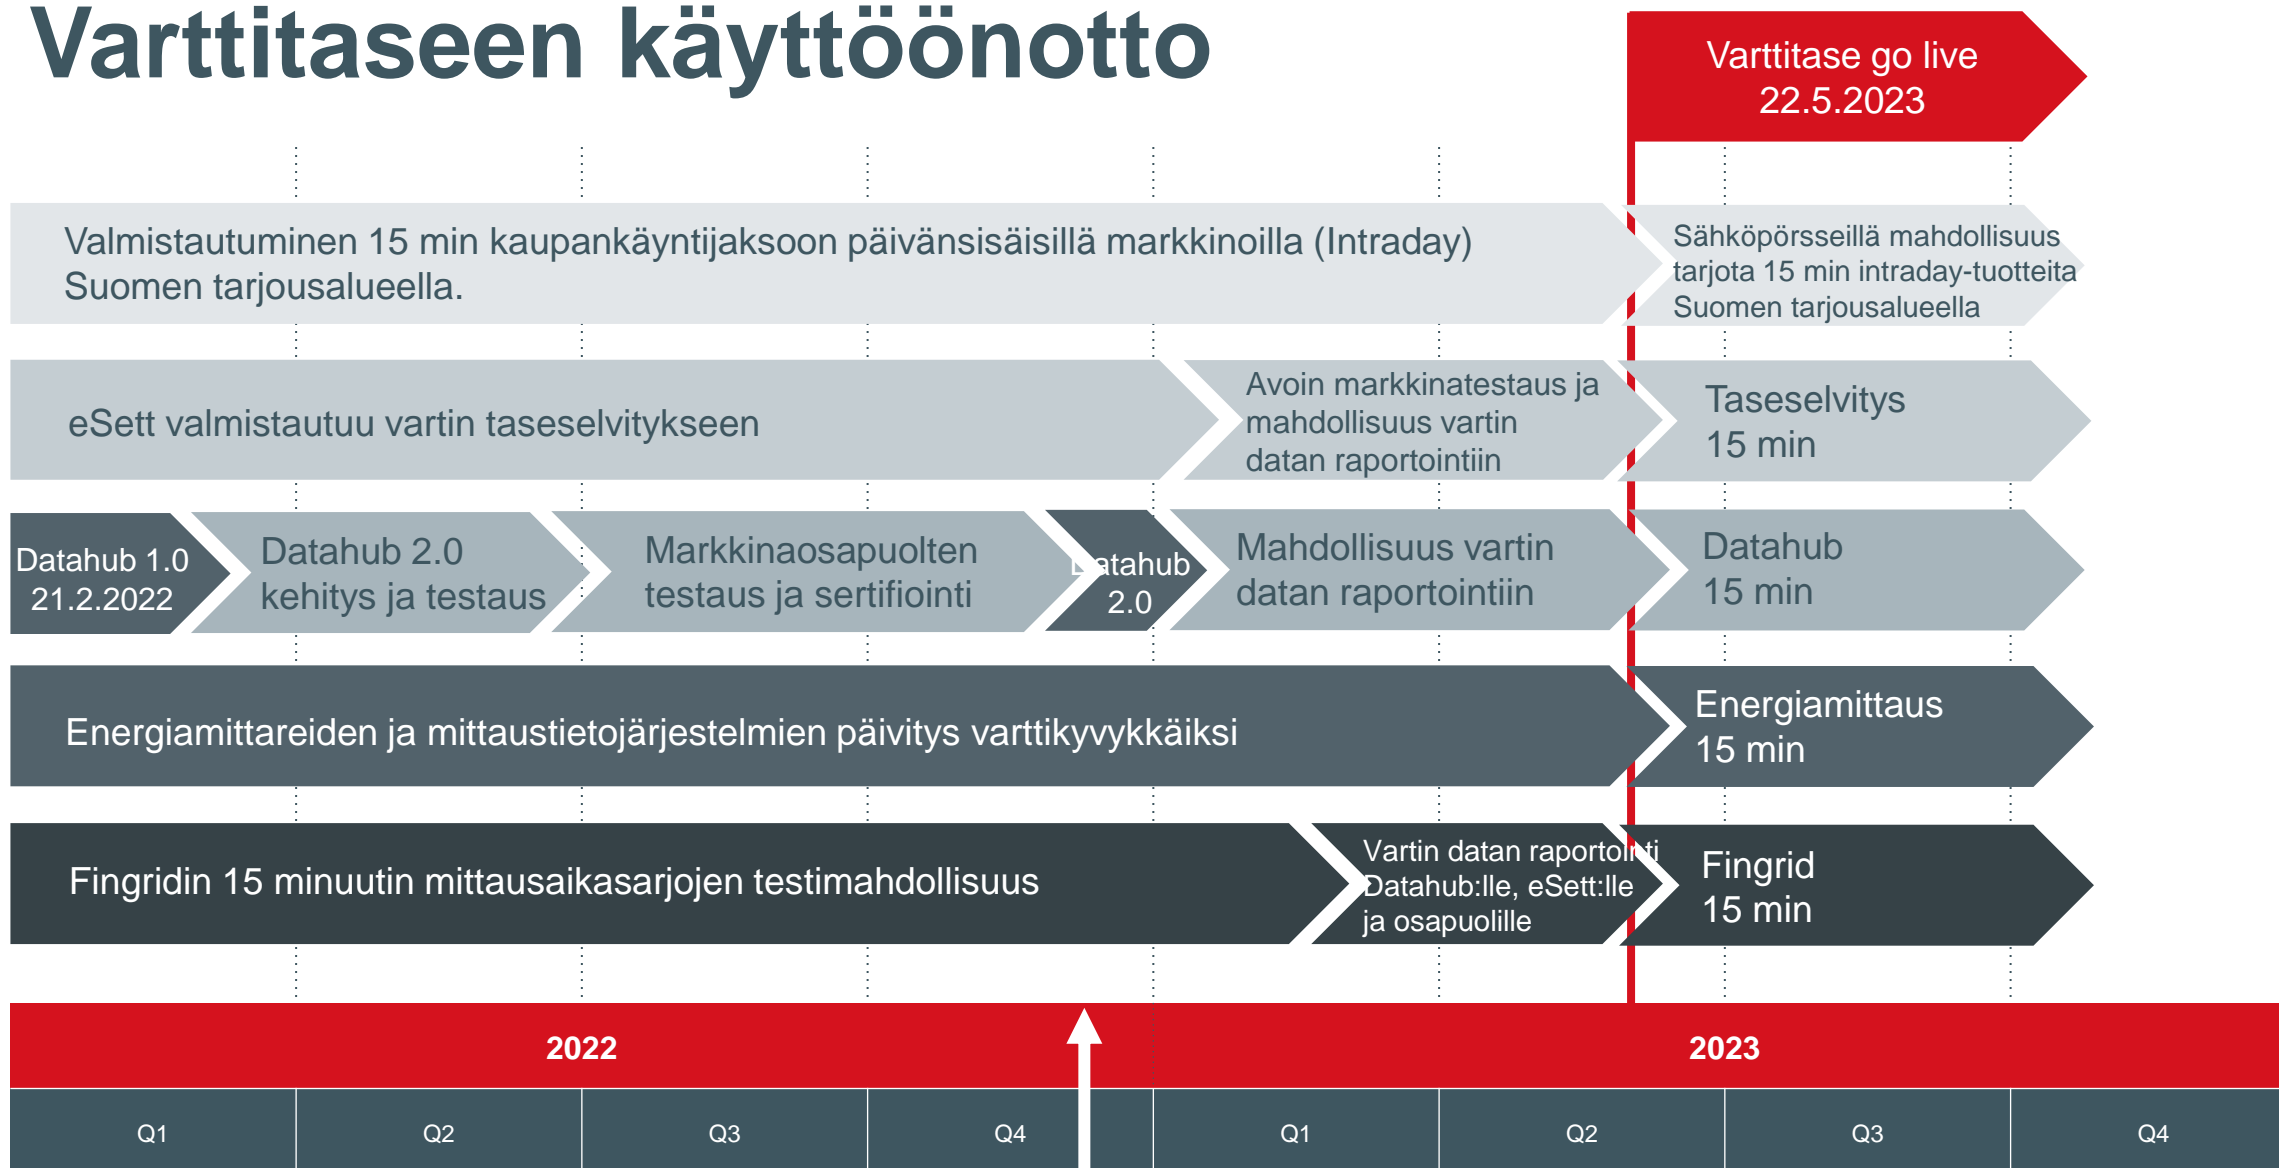 Varttitaseen käyttöönotto
Varttitase go live
22.5.2023
Valmistautuminen 15 min kaupankäyntijaksoon päivänsisäisillä markkinoilla (Intraday)
Suomen tarjousalueella.
Sähköpörsseillä mahdollisuus
tarjota 15 min intraday-tuotteita
Suomen tarjousalueella
eSett valmistautuu vartin taseselvitykseen
Avoin markkinatestaus ja
mahdollisuus vartin
datan raportointiin
Taseselvitys
15 min
Datahub 1.0
21.2.2022
Datahub 2.0
kehitys ja testaus
Markkinaosapuolten
testaus ja sertifiointi
Datahub
2.0
Mahdollisuus vartin
datan raportointiin
Datahub
15 min
Energiamittareiden ja mittaustietojärjestelmien päivitys varttikyvykkäiksi
Energiamittaus
15 min
Fingridin 15 minuutin mittausaikasarjojen testimahdollisuus
Vartin datan raportointi
Datahub:lle, eSett:lle
ja osapuolille
Fingrid
15 min
2022
2023
Q1
Q2
Q3
Q4
Q1
Q2
Q3
Q4